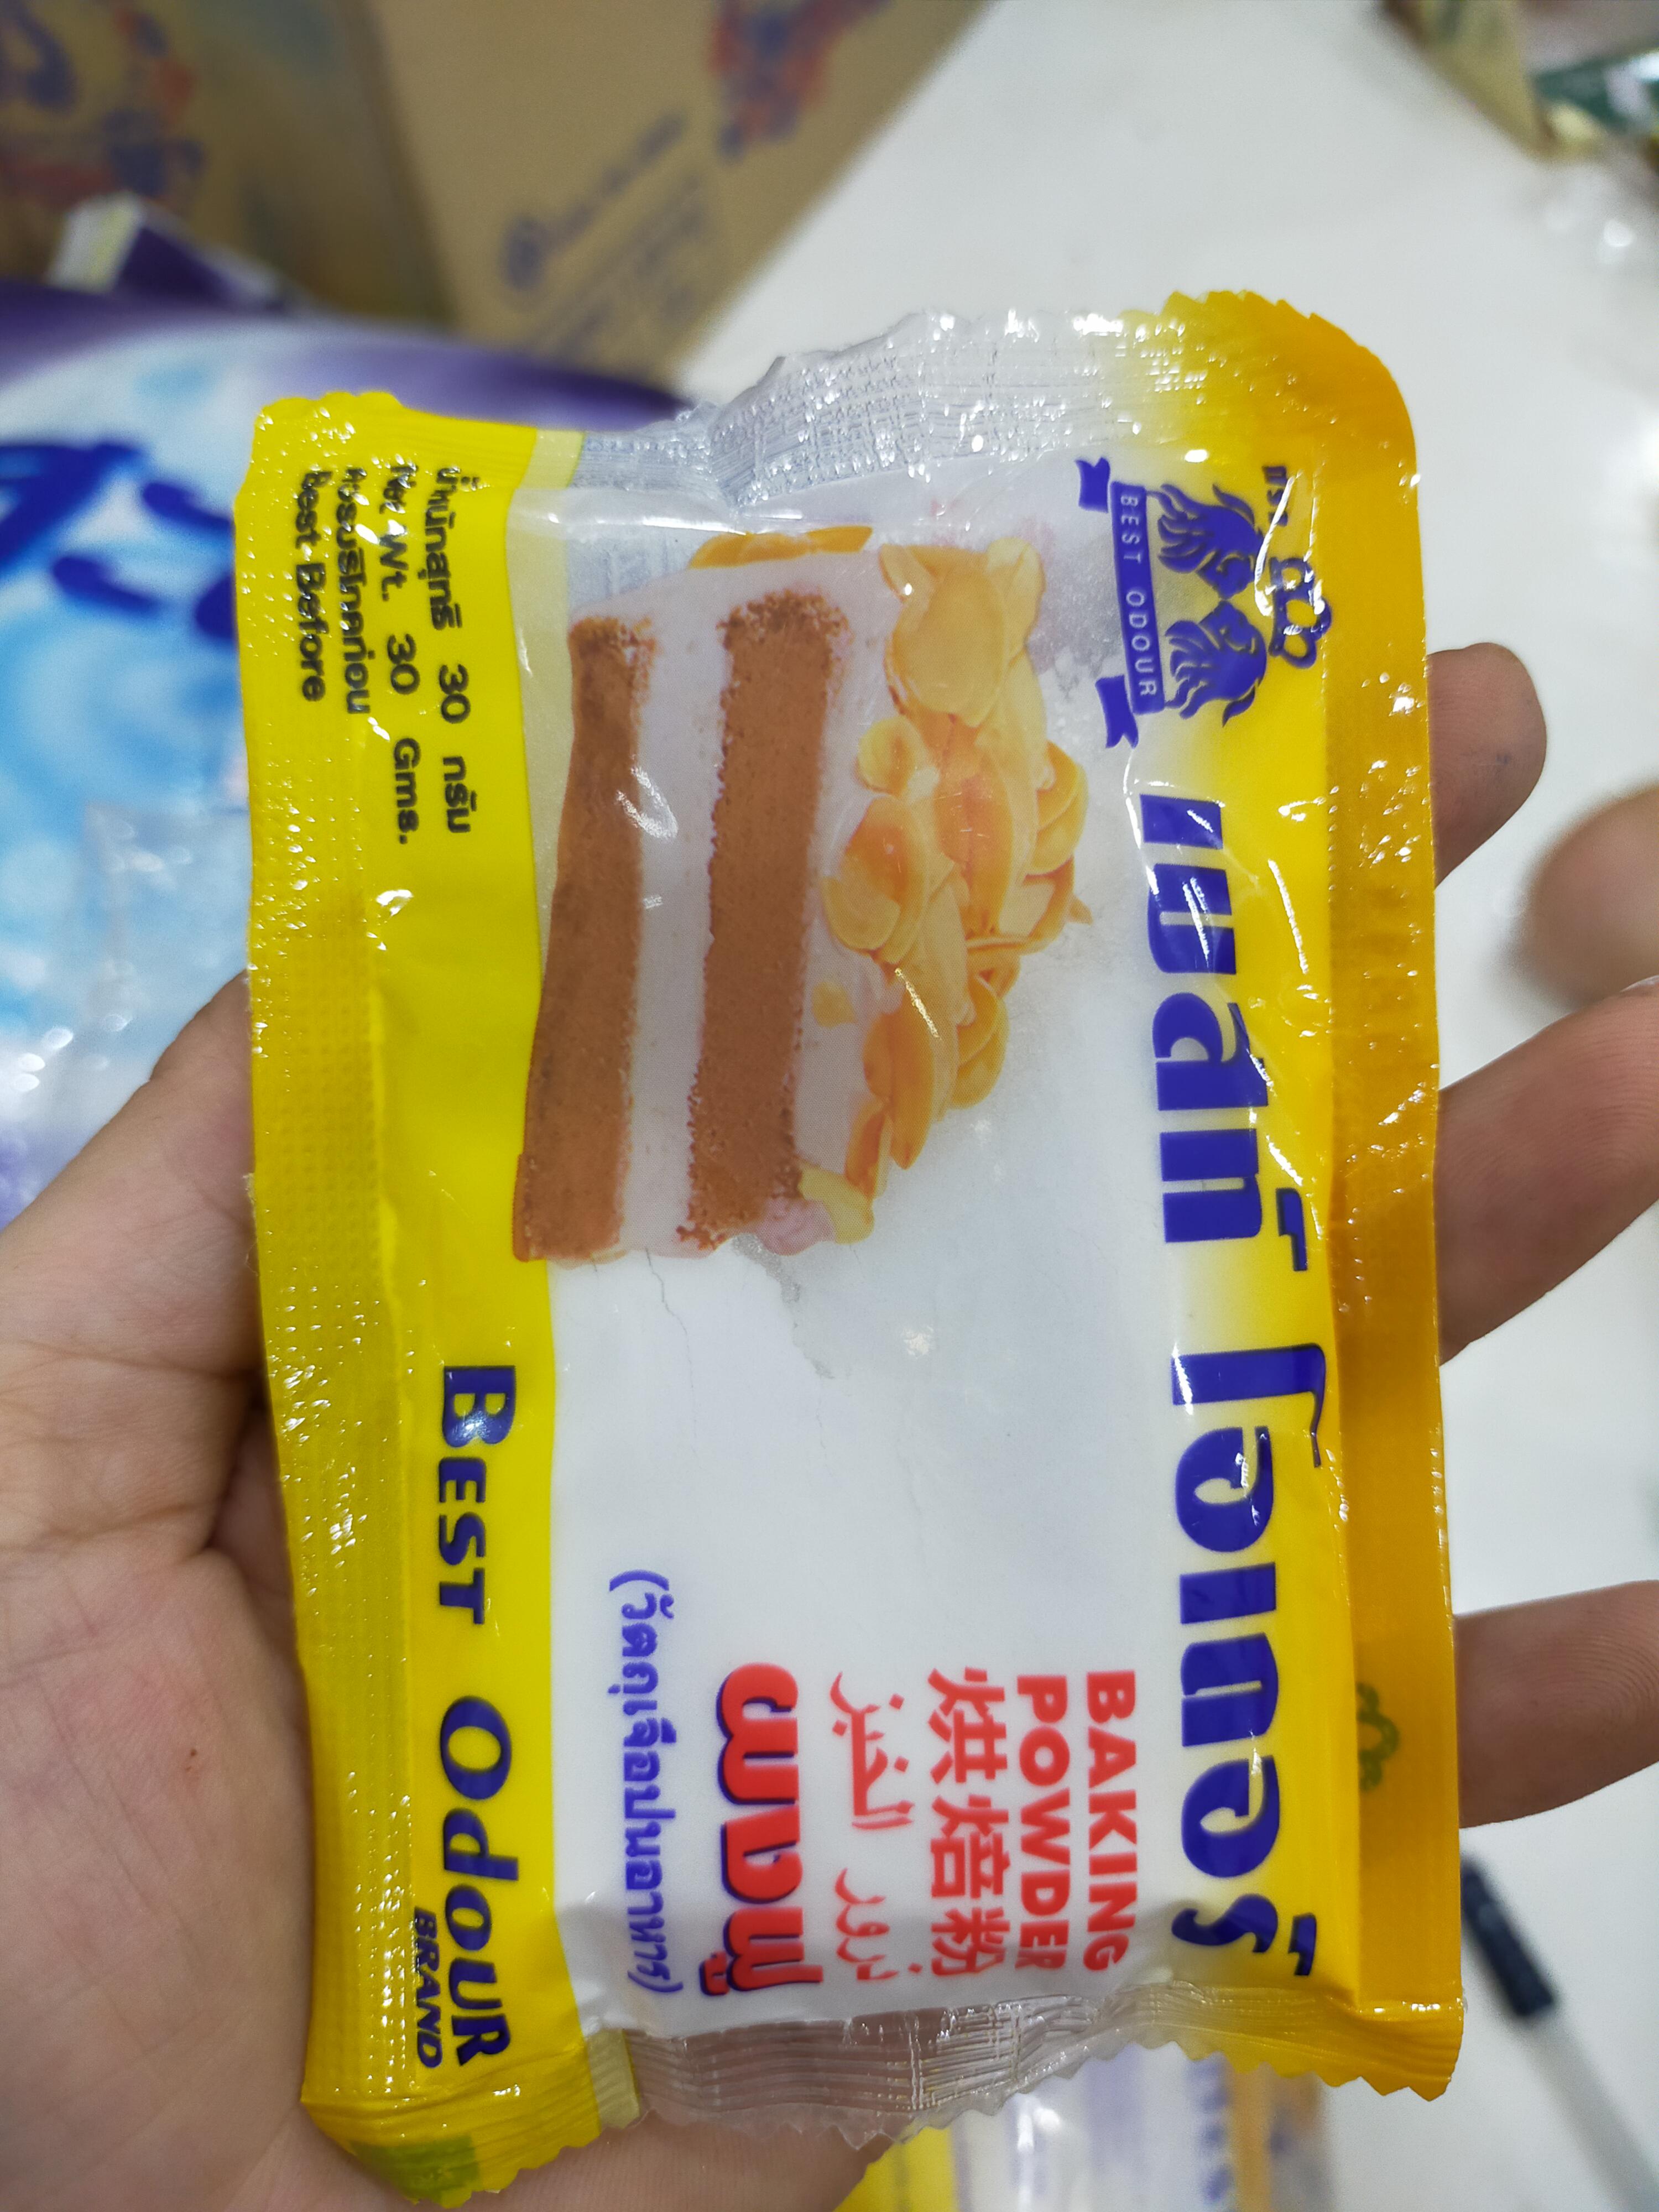 ตรา
BEST ODOUR
เบสท์ โอเดอร์
BAKING
POWDER
烘焙粉
ผงฟู
(วัตถุเจือปนอาหาร)
น้ำหนักสุทธิ 30 กรัม
Net Wt. 30 Gms.
ควรบริโภคก่อน
Best Before
BEST ODOUR
BRAND